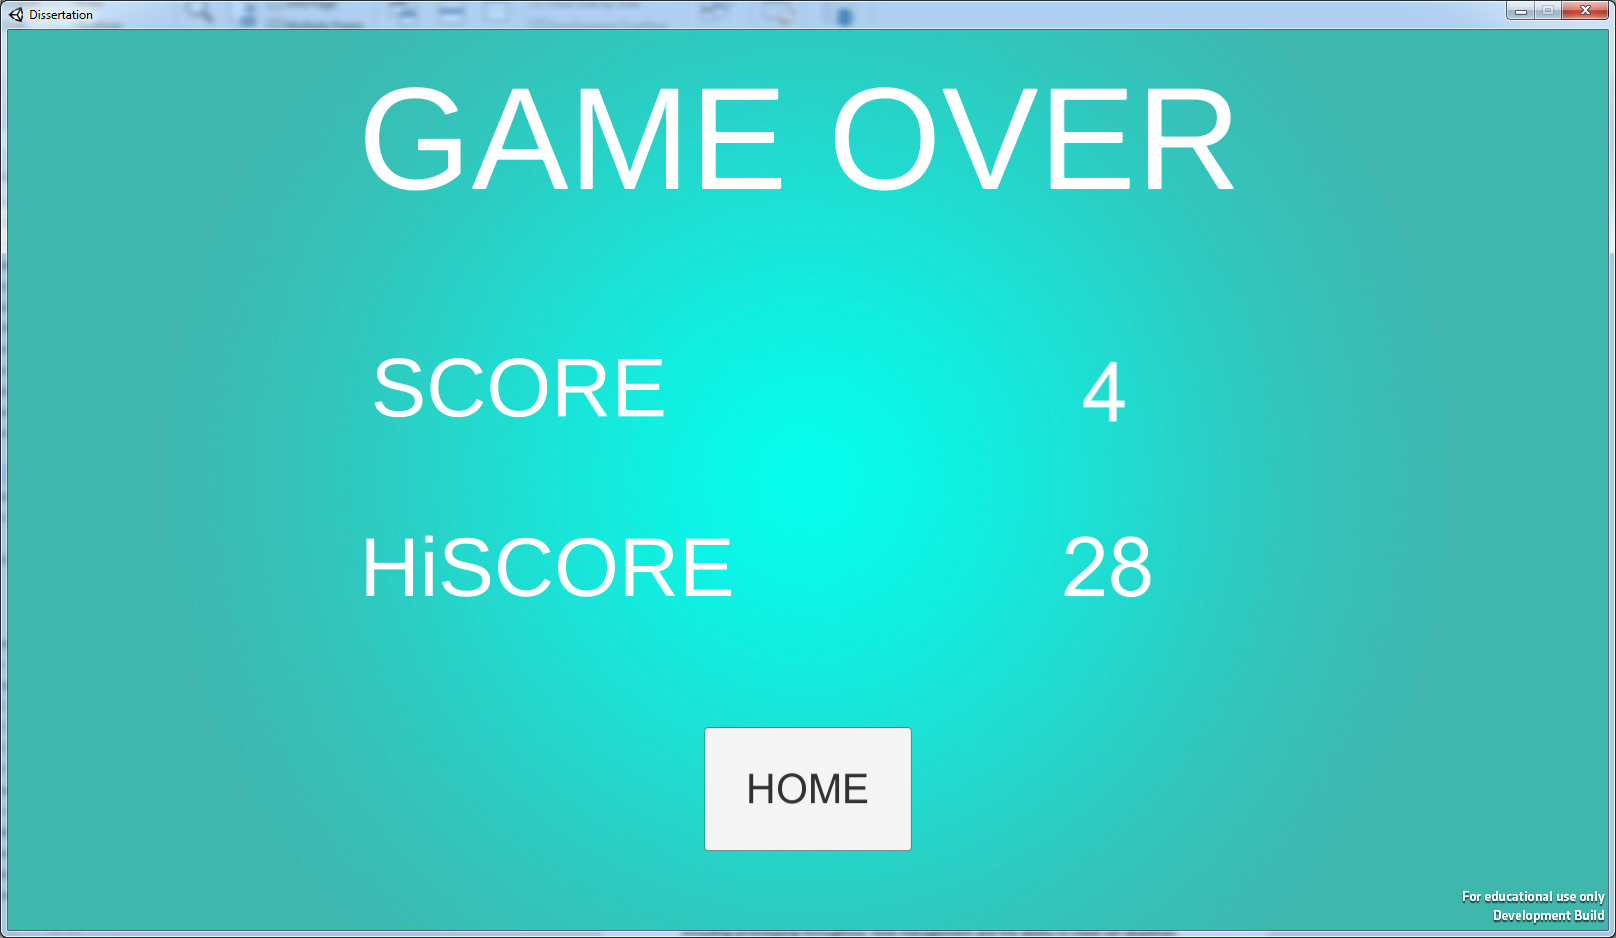 Dissertation
GAME OVER
SCORE 4
HiSCORE 28
HOME
For educational use only
Development Build